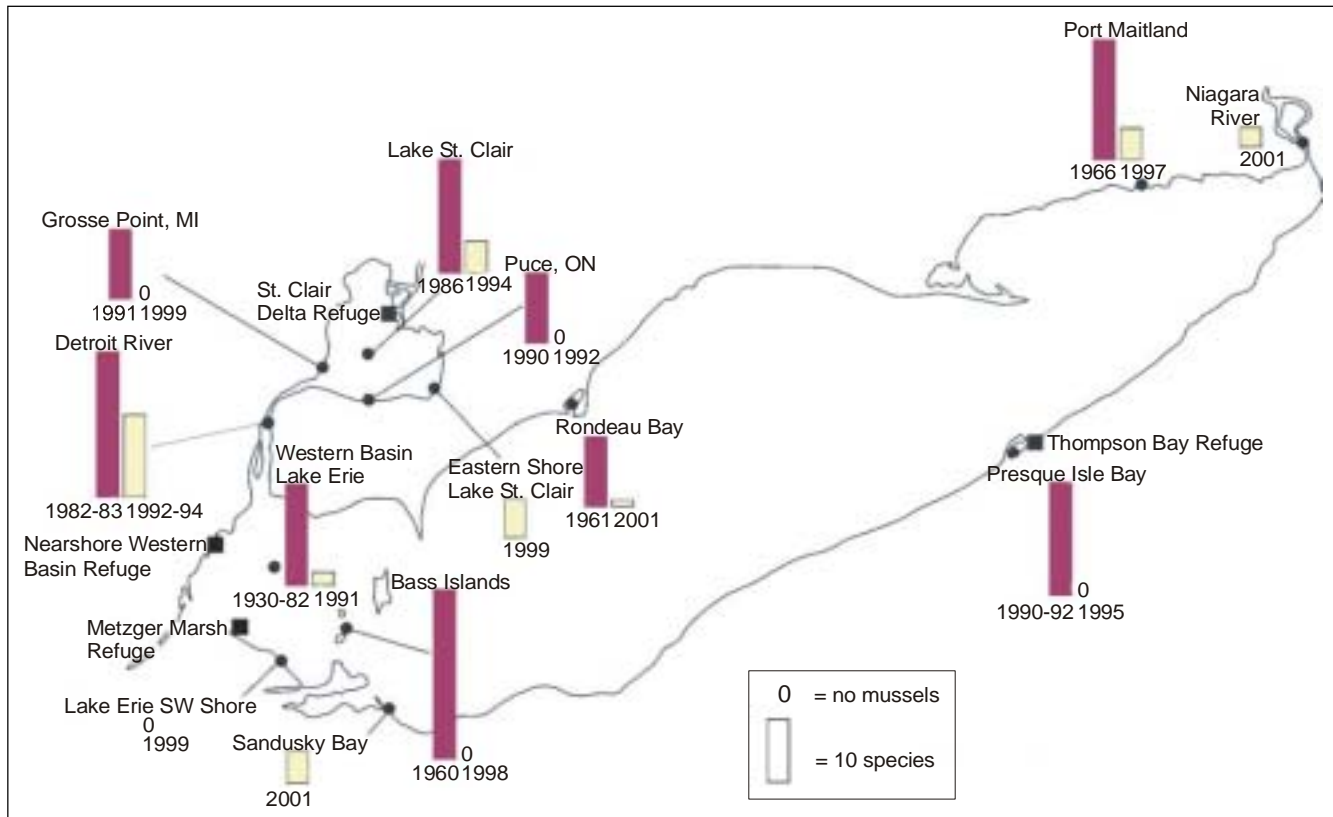 Port Maitland
Niagara
River
1966 1997
2001
Lake St. Clair
1986 1994
Grosse Point, MI
0
1991 1999
St. Clair
Delta Refuge
Puce, ON
0
1990 1992
Detroit River
1982-83 1992-94
Western Basin
Lake Erie
1930-82 1991
Eastern Shore
Lake St. Clair
1999
Rondeau Bay
1961 2001
Thompson Bay Refuge
Presque Isle Bay
0
1990-92 1995
Nearshore Western
Basin Refuge
Bass Islands
0
1960 1998
Metzger Marsh
Refuge
Lake Erie SW Shore
0
1999
Sandusky Bay
2001
0 = no mussels
= 10 species